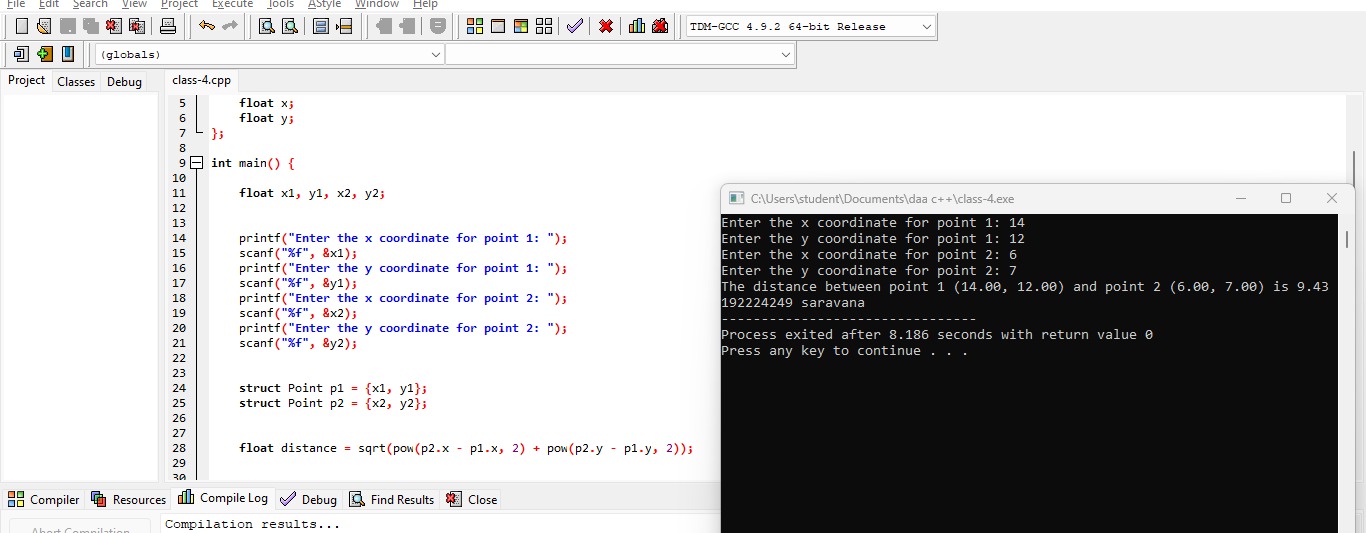 File Edit Search View Project Execute Tools AStyle Window Help
TDM-GCC 4.9.2 64-bit Release
(globals)
Project Classes Debug
class-4.cpp
5 float x;
6 float y;
7 };
8
9 int main() {
10
11 float x1, y1, x2, y2;
12
13
14 printf("Enter the x coordinate for point 1: ");
15 scanf("%f", &x1);
16 printf("Enter the y coordinate for point 1: ");
17 scanf("%f", &y1);
18 printf("Enter the x coordinate for point 2: ");
19 scanf("%f", &x2);
20 printf("Enter the y coordinate for point 2: ");
21 scanf("%f", &y2);
22
23
24 struct Point p1 = {x1, y1};
25 struct Point p2 = {x2, y2};
26
27
28 float distance = sqrt(pow(p2.x - p1.x, 2) + pow(p2.y - p1.y, 2));
29
30
C:\Users\student\Documents\daa c++\class-4.exe
Enter the x coordinate for point 1: 14
Enter the y coordinate for point 1: 12
Enter the x coordinate for point 2: 6
Enter the y coordinate for point 2: 7
The distance between point 1 (14.00, 12.00) and point 2 (6.00, 7.00) is 9.43
192224249 saravana
--------------------------------
Process exited after 8.186 seconds with return value 0
Press any key to continue . . .
Compiler Resources Compile Log Debug Find Results Close
Abort Compilation
Compilation results...